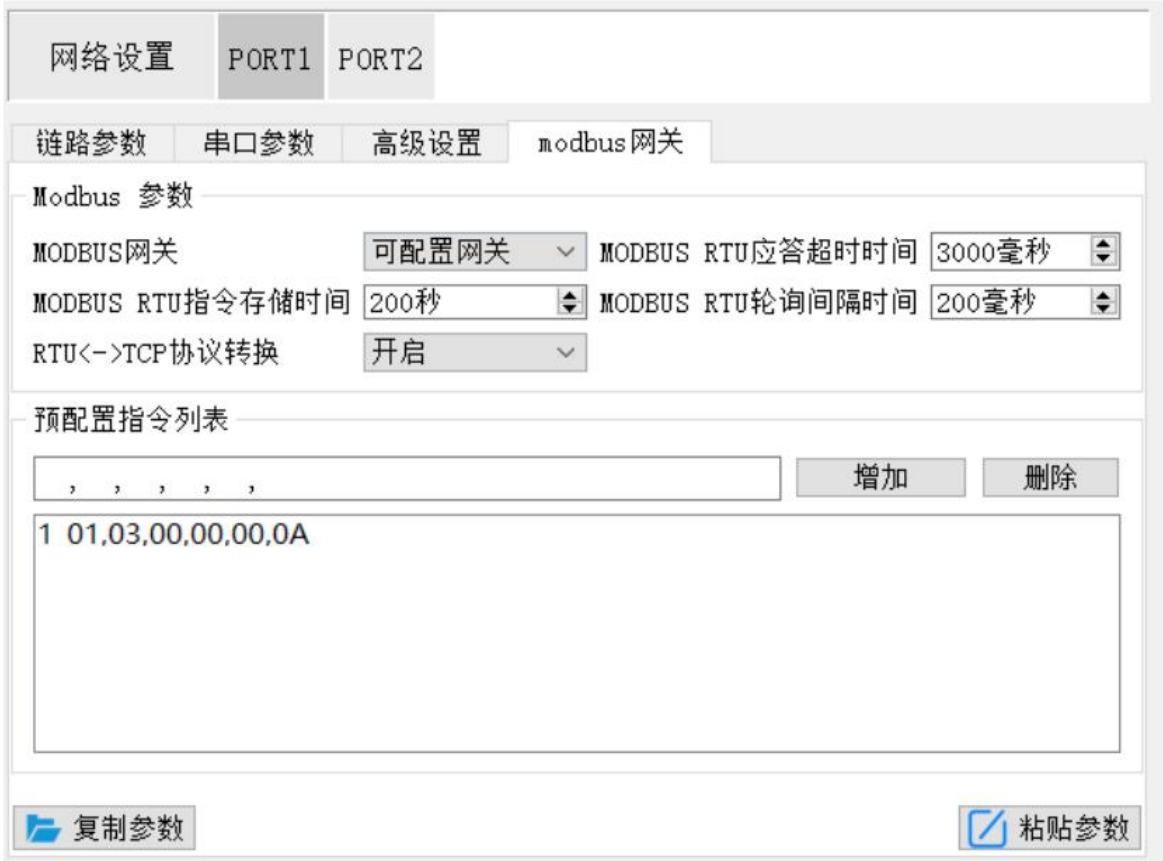 网络设置 PORT1 PORT2
链路参数 串口参数 高级设置 modbus网关
Modbus 参数
MODBUS网关 可配置网关 MODBUS RTU应答超时时间 3000毫秒
MODBUS RTU指令存储时间 200秒 MODBUS RTU轮询间隔时间 200毫秒
RTU<->TCP协议转换 开启
预配置指令列表
, , , , , 增加 删除
1 01,03,00,00,00,0A
复制参数 粘贴参数